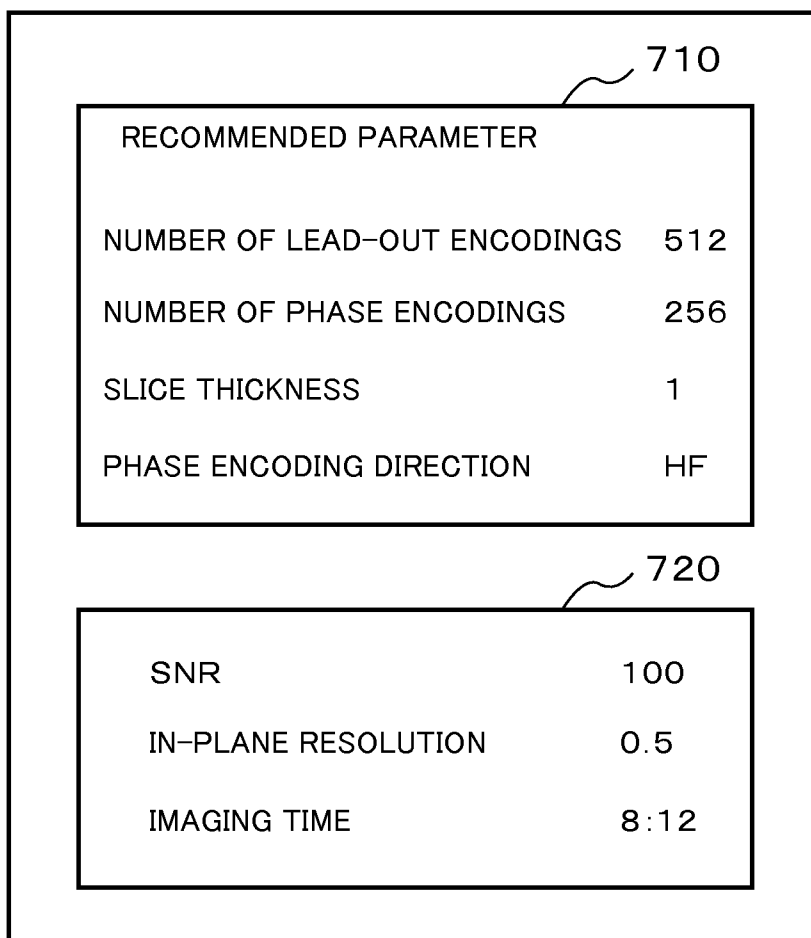 710
RECOMMENDED PARAMETER
NUMBER OF LEAD-OUT ENCODINGS 512
NUMBER OF PHASE ENCODINGS 256
SLICE THICKNESS 1
PHASE ENCODING DIRECTION HF
720
SNR 100
IN-PLANE RESOLUTION 0.5
IMAGING TIME 8:12